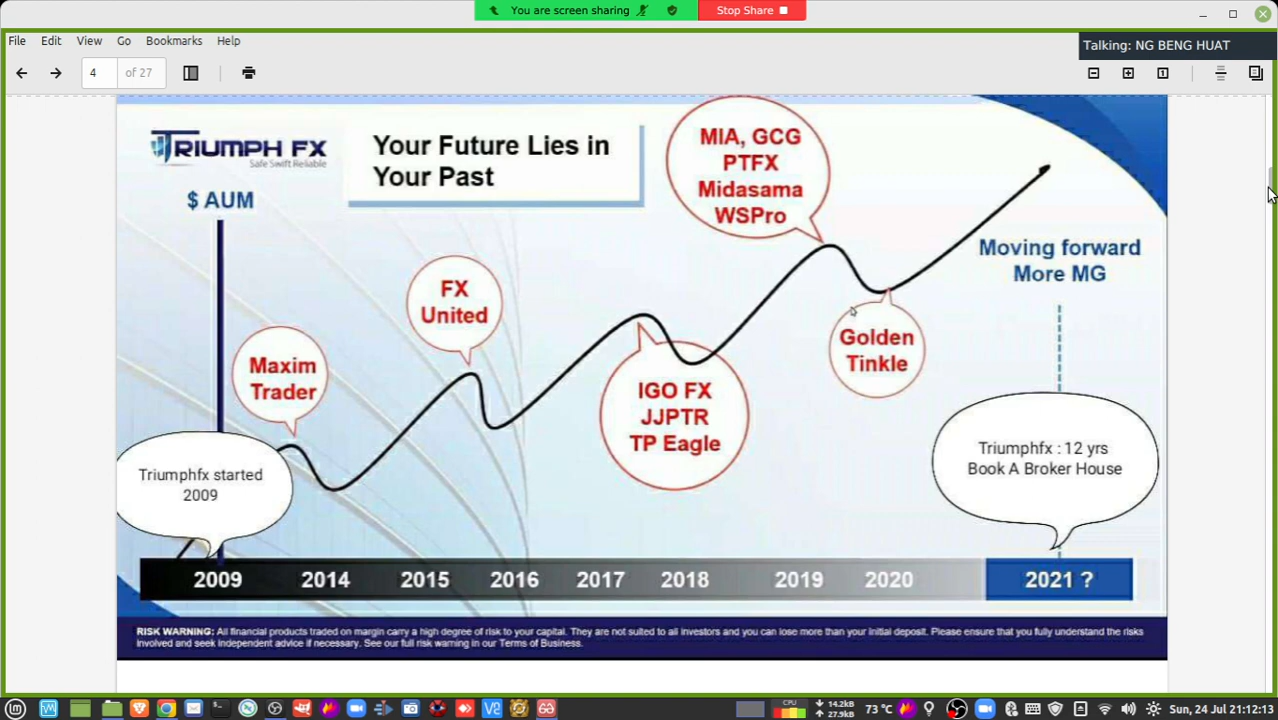 You are screen sharing
Stop Share
File Edit View Go Bookmarks Help
Talking: NG BENG HUAT
4 of 27
TRIUMPH FX
Safe Swift Reliable
Your Future Lies in
Your Past
$ AUM
MIA, GCG
PTFX
Midasama
WSPro
Moving forward
More MG
FX
United
Maxim
Trader
Golden
Tinkle
IGO FX
JJPTR
TP Eagle
Triumphfx started
2009
Triumphfx : 12 yrs
Book A Broker House
2009 2014 2015 2016 2017 2018 2019 2020 2021 ?
RISK WARNING: All financial products traded on margin carry a high degree of risk to your capital. They are not suited to all investors and you can lose more than your initial deposit. Please ensure that you fully understand the risks
involved and seek independent advice if necessary. See our full risk warning in our Terms of Business.
CPU
14.2kB
27.9kB
73 °C
Sun, 24 Jul 21:12:13